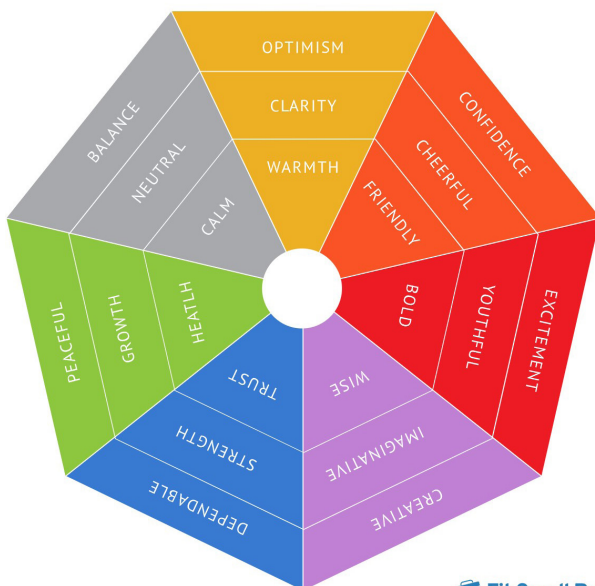 OPTIMISM
CLARITY
WARMTH
CONFIDENCE
CHEERFUL
FRIENDLY
EXCITEMENT
YOUTHFUL
BOLD
CREATIVE
IMAGINATIVE
WISE
DEPENDABLE
STRENGTH
TRUST
PEACEFUL
GROWTH
HEATLH
BALANCE
NEUTRAL
CALM